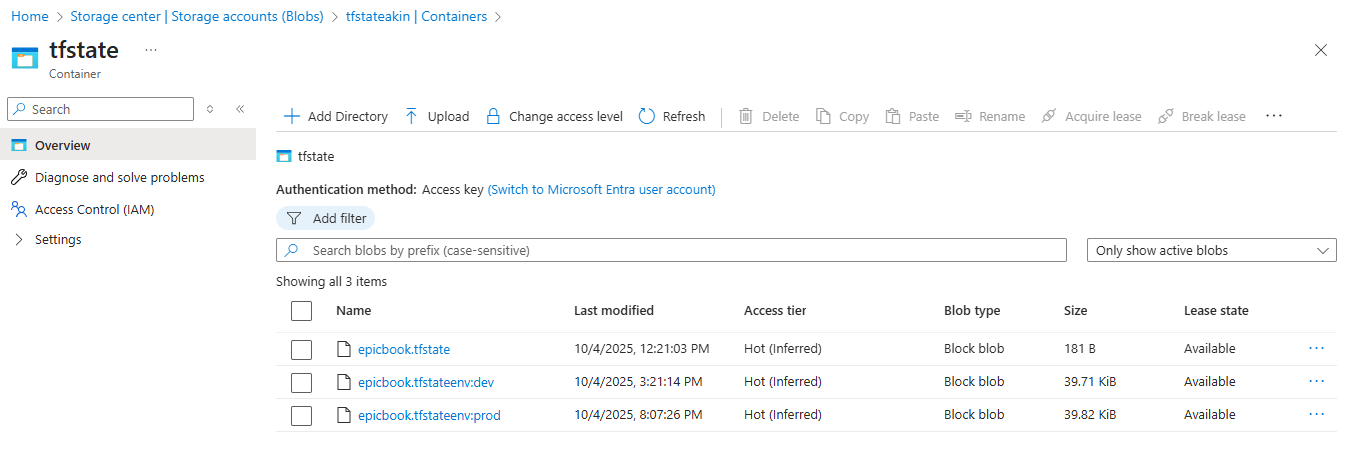 Home > Storage center | Storage accounts (Blobs) > tfstateakin | Containers >
tfstate ...
Container
Search
Overview
Diagnose and solve problems
Access Control (IAM)
Settings
Add Directory Upload Change access level Refresh Delete Copy Paste Rename Acquire lease Break lease ...
tfstate
Authentication method: Access key (Switch to Microsoft Entra user account)
Add filter
Search blobs by prefix (case-sensitive) Only show active blobs
Showing all 3 items
Name Last modified Access tier Blob type Size Lease state
epicbook.tfstate 10/4/2025, 12:21:03 PM Hot (Inferred) Block blob 181 B Available ...
epicbook.tfstateenv:dev 10/4/2025, 3:21:14 PM Hot (Inferred) Block blob 39.71 KiB Available ...
epicbook.tfstateenv:prod 10/4/2025, 8:07:26 PM Hot (Inferred) Block blob 39.82 KiB Available ...